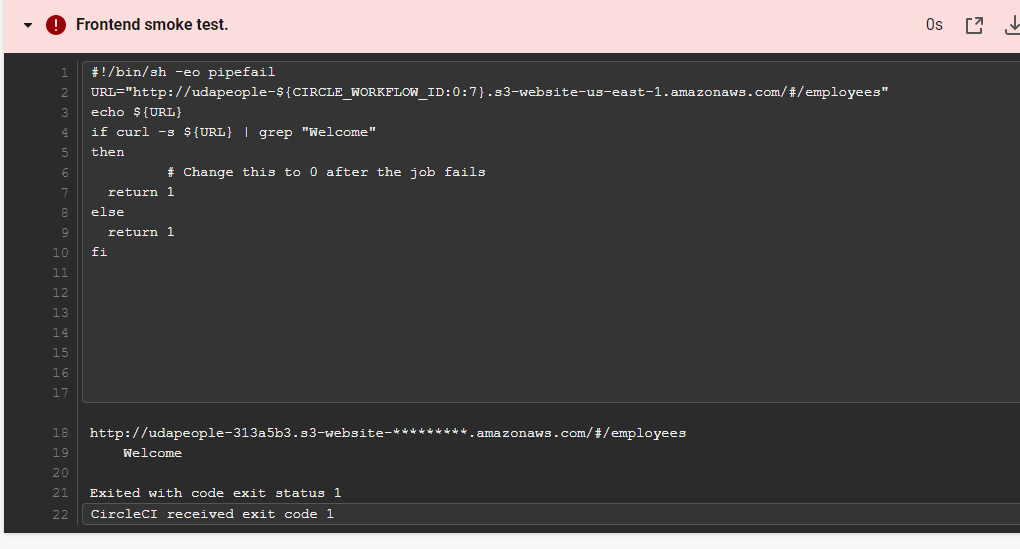 Frontend smoke test.
0s
1 #!/bin/sh -eo pipefail
2 URL="http://udapeople-${CIRCLE_WORKFLOW_ID:0:7}.s3-website-us-east-1.amazonaws.com/#/employees"
3 echo ${URL}
4 if curl -s ${URL} | grep "Welcome"
5 then
6 # Change this to 0 after the job fails
7 return 1
8 else
9 return 1
10 fi
11
12
13
14
15
16
17
18 http://udapeople-313a5b3.s3-website-*********.amazonaws.com/#/employees
19 Welcome
20
21 Exited with code exit status 1
22 CircleCI received exit code 1